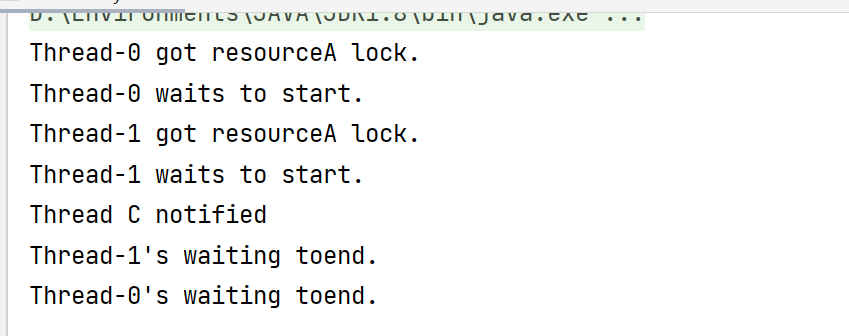 D:\Environments\JAVA\JDK1.8\bin\java.exe ...
Thread-0 got resourceA lock.
Thread-0 waits to start.
Thread-1 got resourceA lock.
Thread-1 waits to start.
Thread C notified
Thread-1's waiting toend.
Thread-0's waiting toend.